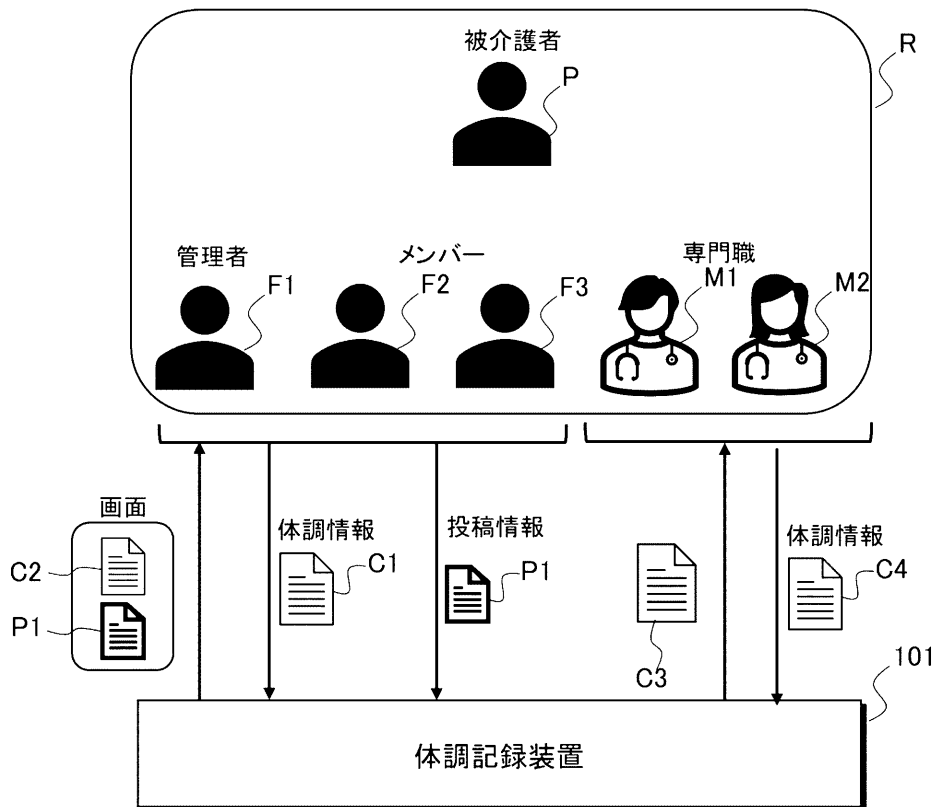 被介護者
R
P
管理者
メンバー
専門職
F1
F2
F3
M1
M2
画面
体調情報
投稿情報
体調情報
C2
C1
P1
C4
P1
C3
101
体調記録装置